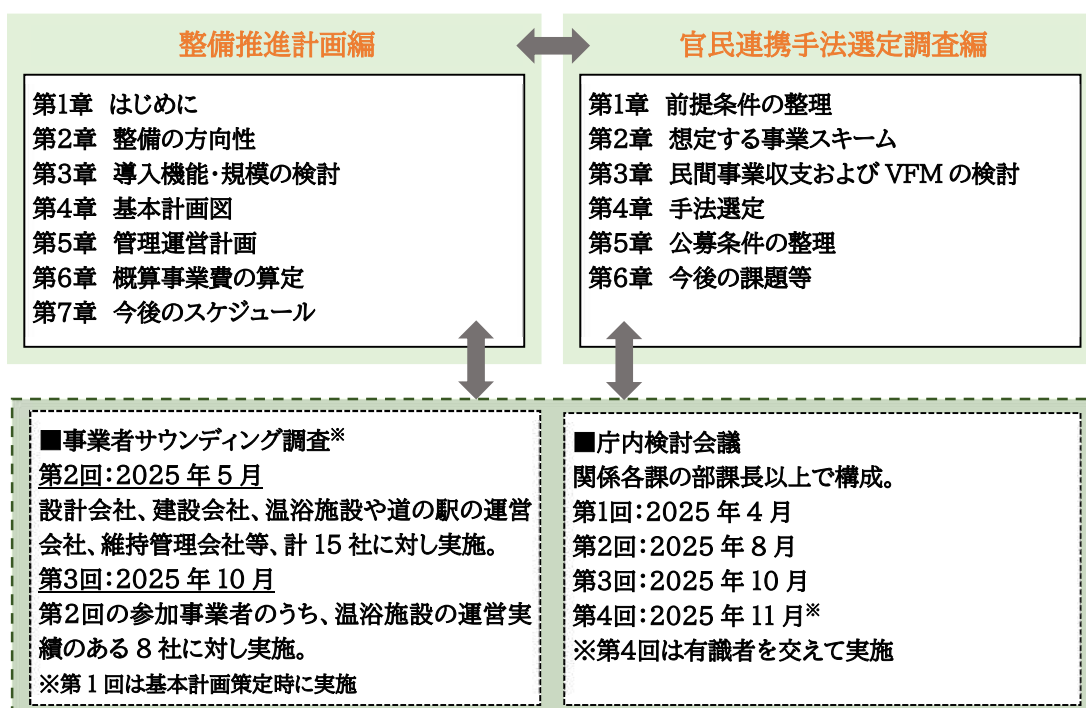 整備推進計画編
第1章 はじめに
第2章 整備の方向性
第3章 導入機能・規模の検討
第4章 基本計画図
第5章 管理運営計画
第6章 概算事業費の算定
第7章 今後のスケジュール
官民連携手法選定調査編
第1章 前提条件の整理
第2章 想定する事業スキーム
第3章 民間事業収支および VFM の検討
第4章 手法選定
第5章 公募条件の整理
第6章 今後の課題等
■事業者サウンディング調査※
第2回：2025 年 5 月
設計会社、建設会社、温浴施設や道の駅の運営
会社、維持管理会社等、計 15 社に対し実施。
第3回：2025 年 10 月
第2回の参加事業者のうち、温浴施設の運営実
績のある 8 社に対し実施。
※第 1 回は基本計画策定時に実施
■庁内検討会議
関係各課の部課長以上で構成。
第1回：2025 年 4 月
第2回：2025 年 8 月
第3回：2025 年 10 月
第4回：2025 年 11 月※
※第4回は有識者を交えて実施